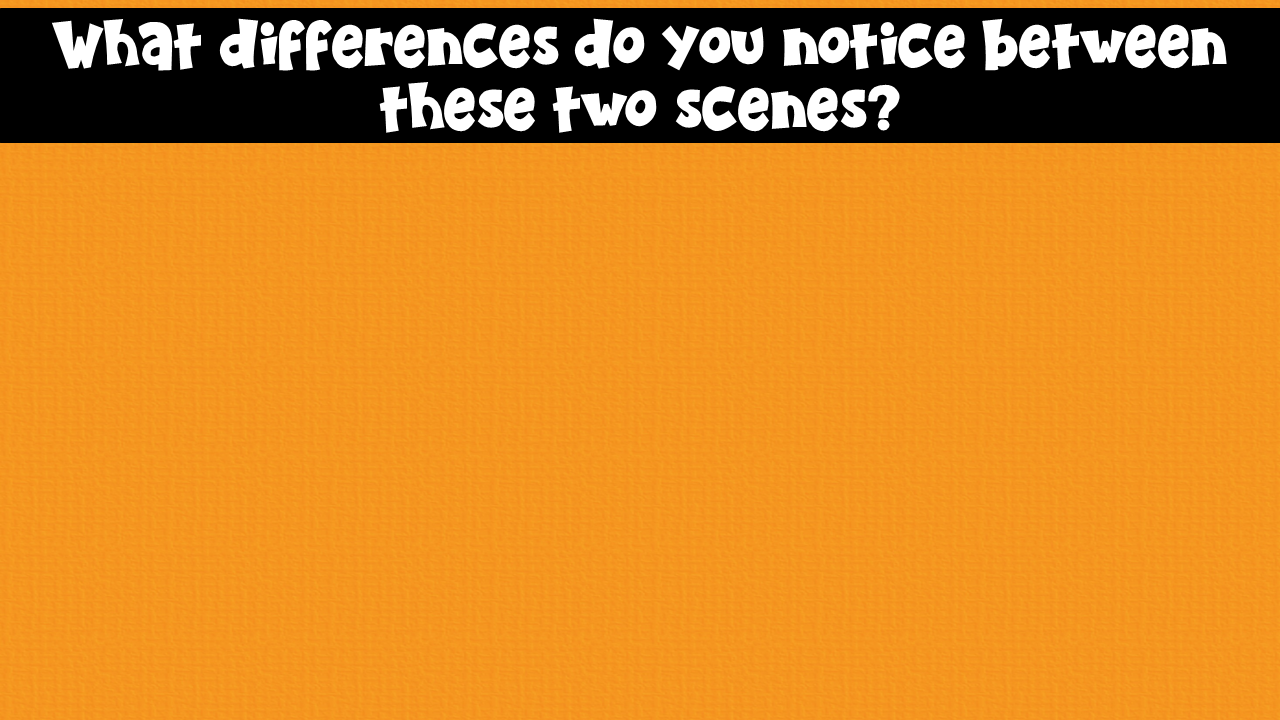 What differences do you notice between
these two scenes?